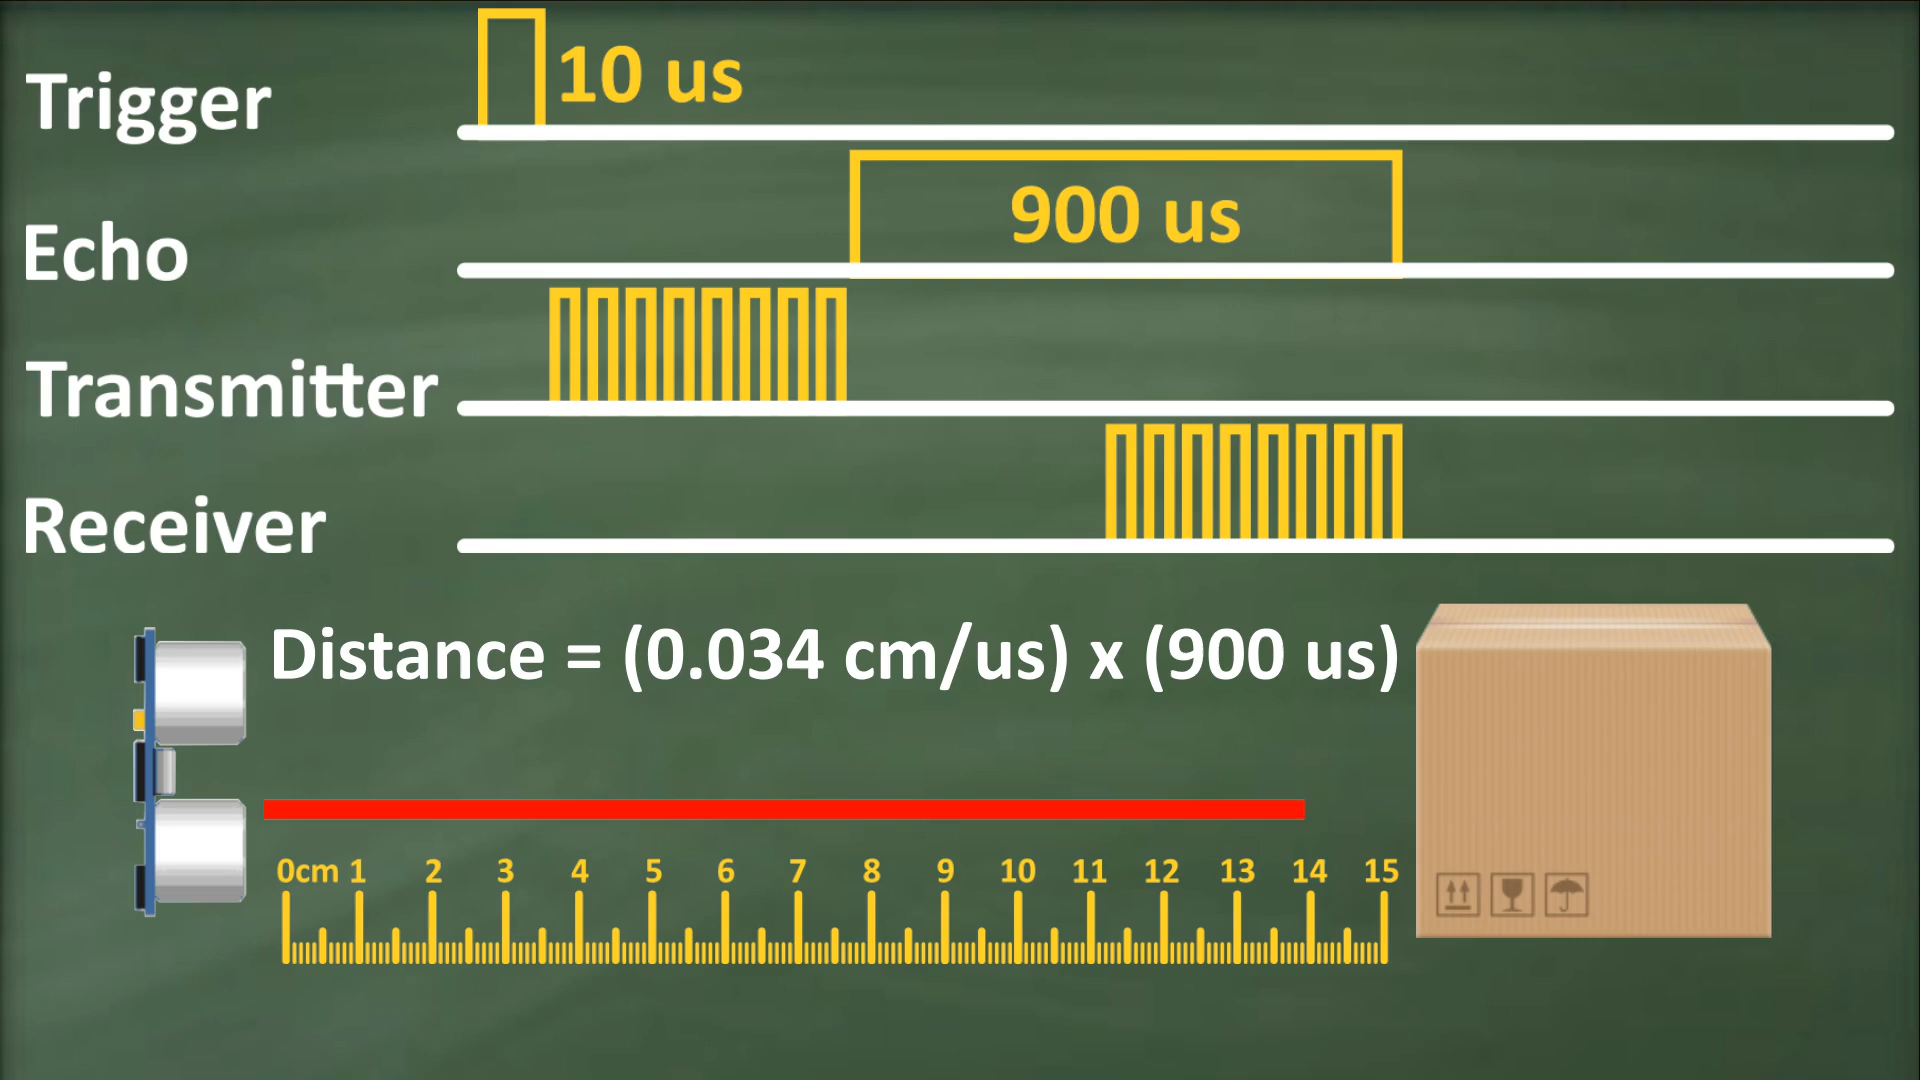 Trigger
10 us
Echo
900 us
Transmitter
Receiver
Distance = (0.034 cm/us) x (900 us)
0cm 1 2 3 4 5 6 7 8 9 10 11 12 13 14 15